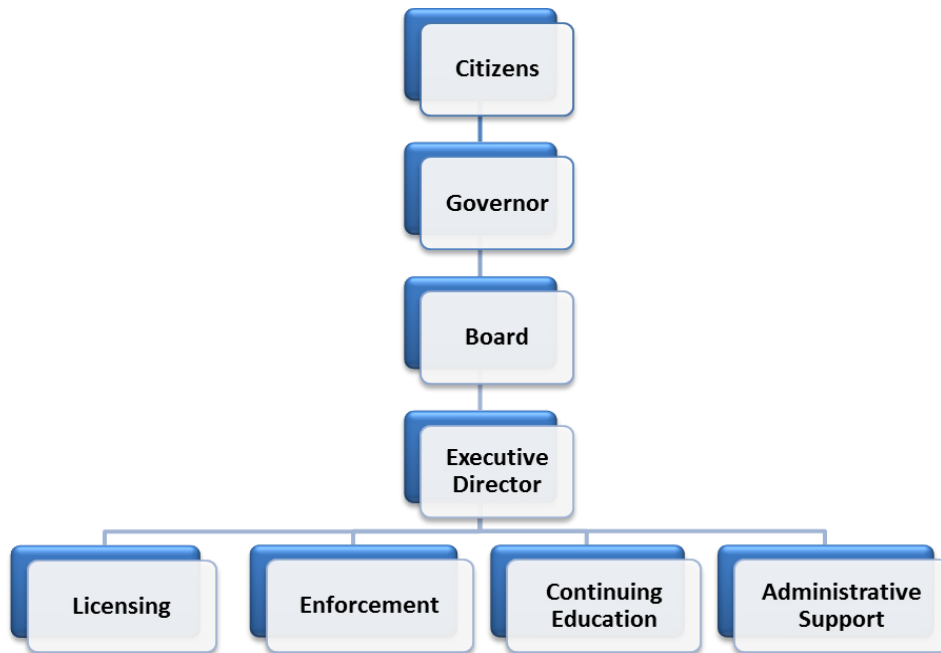 Citizens
Governor
Board
Executive
Director
Licensing
Enforcement
Continuing
Education
Administrative
Support